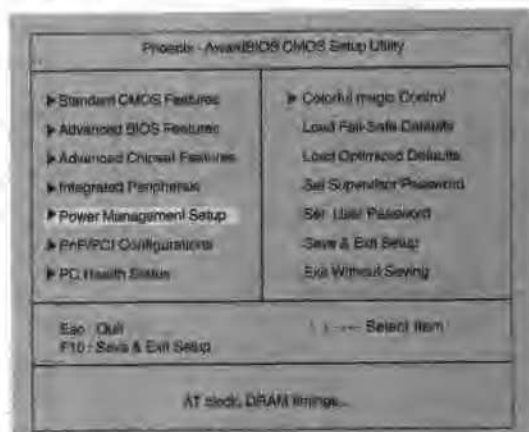 Phoenix - AwardBIOS CMOS Setup Utility
▶ Standard CMOS Features
▶ Advanced BIOS Features
▶ Advanced Chipset Features
▶ Integrated Peripherals
▶ Power Management Setup
▶ PnP/PCI Configurations
▶ PC Health Status
▶ Colorful magic Control
Load Fail-Safe Defaults
Load Optimized Defaults
Set Supervisor Password
Set User Password
Save & Exit Setup
Exit Without Saving
Esc : Quit
F10 : Save & Exit Setup
Select Item
AT clock, DRAM timings...